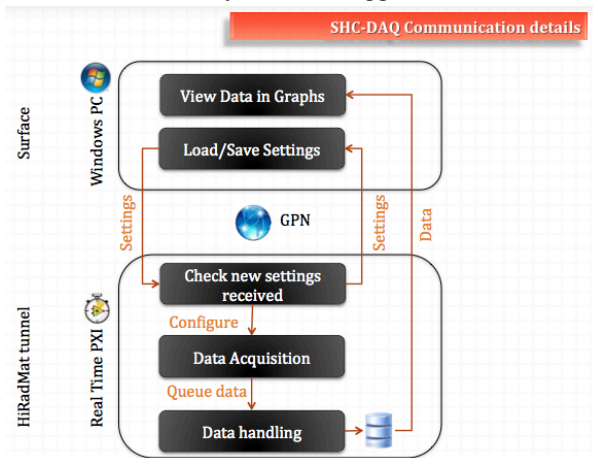 SHC-DAQ Communication details
Surface
Windows PC
View Data in Graphs
Load/Save Settings
Settings
GPN
Settings
Data
HiRadMat tunnel
Real Time PXI
Check new settings
received
Configure
Data Acquisition
Queue data
Data handling